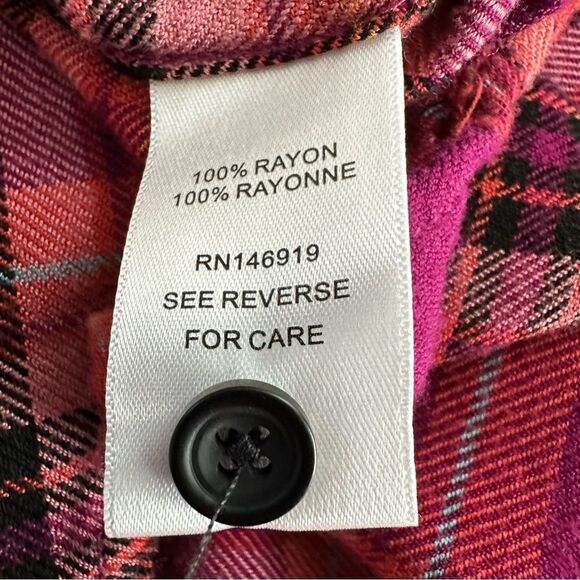 100% RAYON
100% RAYONNE
RN146919
SEE REVERSE
FOR CARE